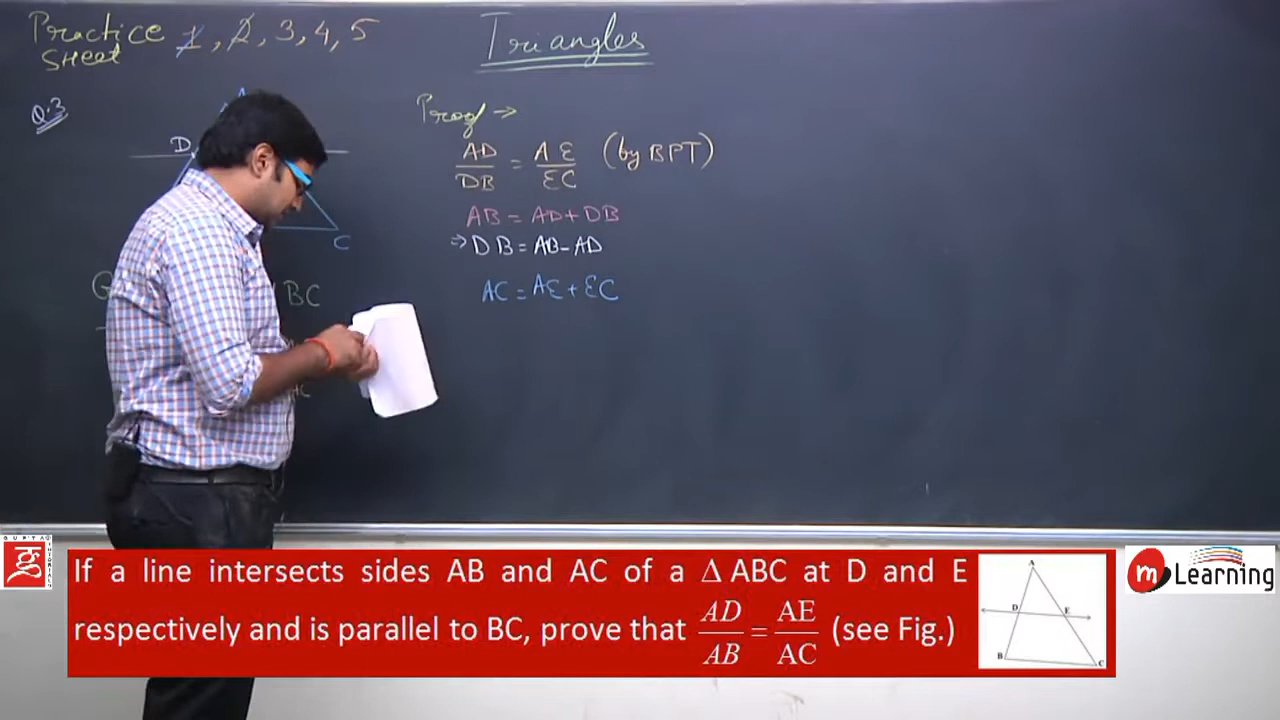 Practice 1, 2, 3, 4, 5
Sheet
Triangles
Q.3
A
D
C
BC
Proof →
AD/DB = AE/EC (by BPT)
AB = AD + DB
⇒ DB = AB - AD
AC = AE + EC
If a line intersects sides AB and AC of a Δ ABC at D and E
respectively and is parallel to BC, prove that AD/AB = AE/AC (see Fig.)
A
D E
B C
GUPTA
m Learning